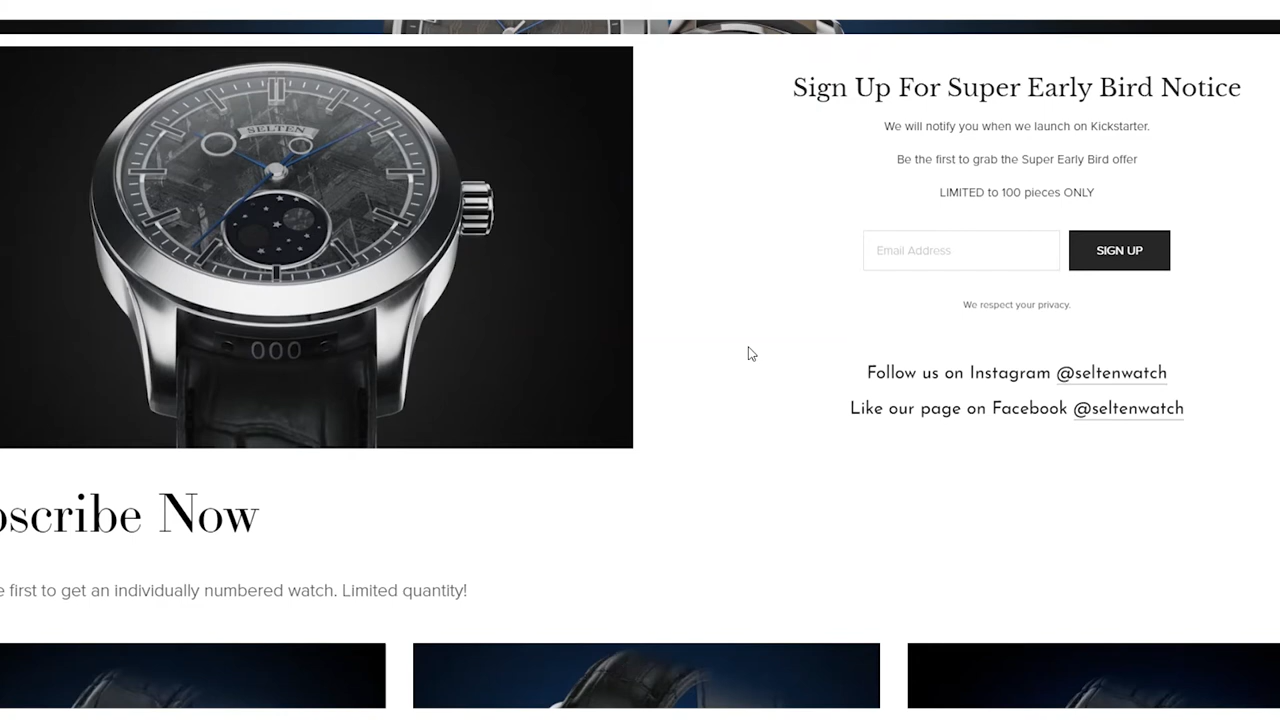 SELTEN
000
Sign Up For Super Early Bird Notice
We will notify you when we launch on Kickstarter.
Be the first to grab the Super Early Bird offer
LIMITED to 100 pieces ONLY
Email Address
SIGN UP
We respect your privacy.
Follow us on Instagram @seltenwatch
Like our page on Facebook @seltenwatch
bscribe Now
e first to get an individually numbered watch. Limited quantity!